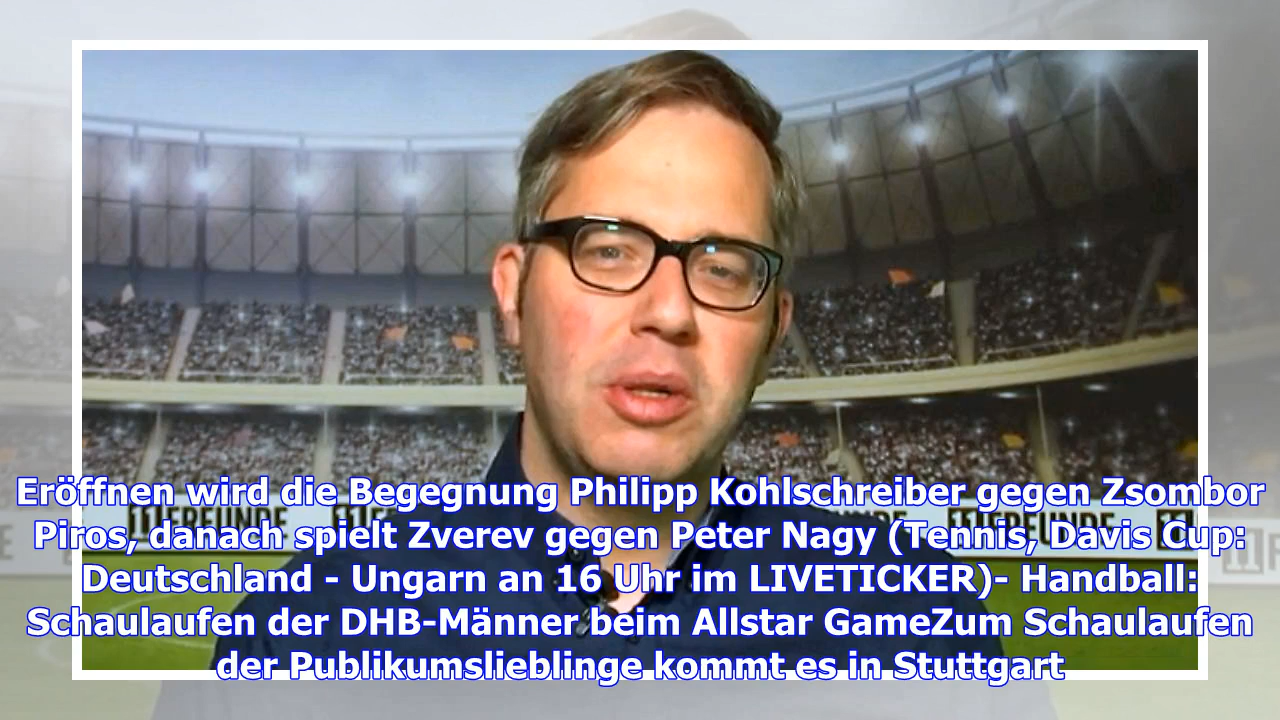 Eröffnen wird die Begegnung Philipp Kohlschreiber gegen Zsombor
Piros, danach spielt Zverev gegen Peter Nagy (Tennis, Davis Cup:
Deutschland - Ungarn an 16 Uhr im LIVETICKER)- Handball:
Schaulaufen der DHB-Männer beim Allstar GameZum Schaulaufen
der Publikumslieblinge kommt es in Stuttgart
11FREUNDE